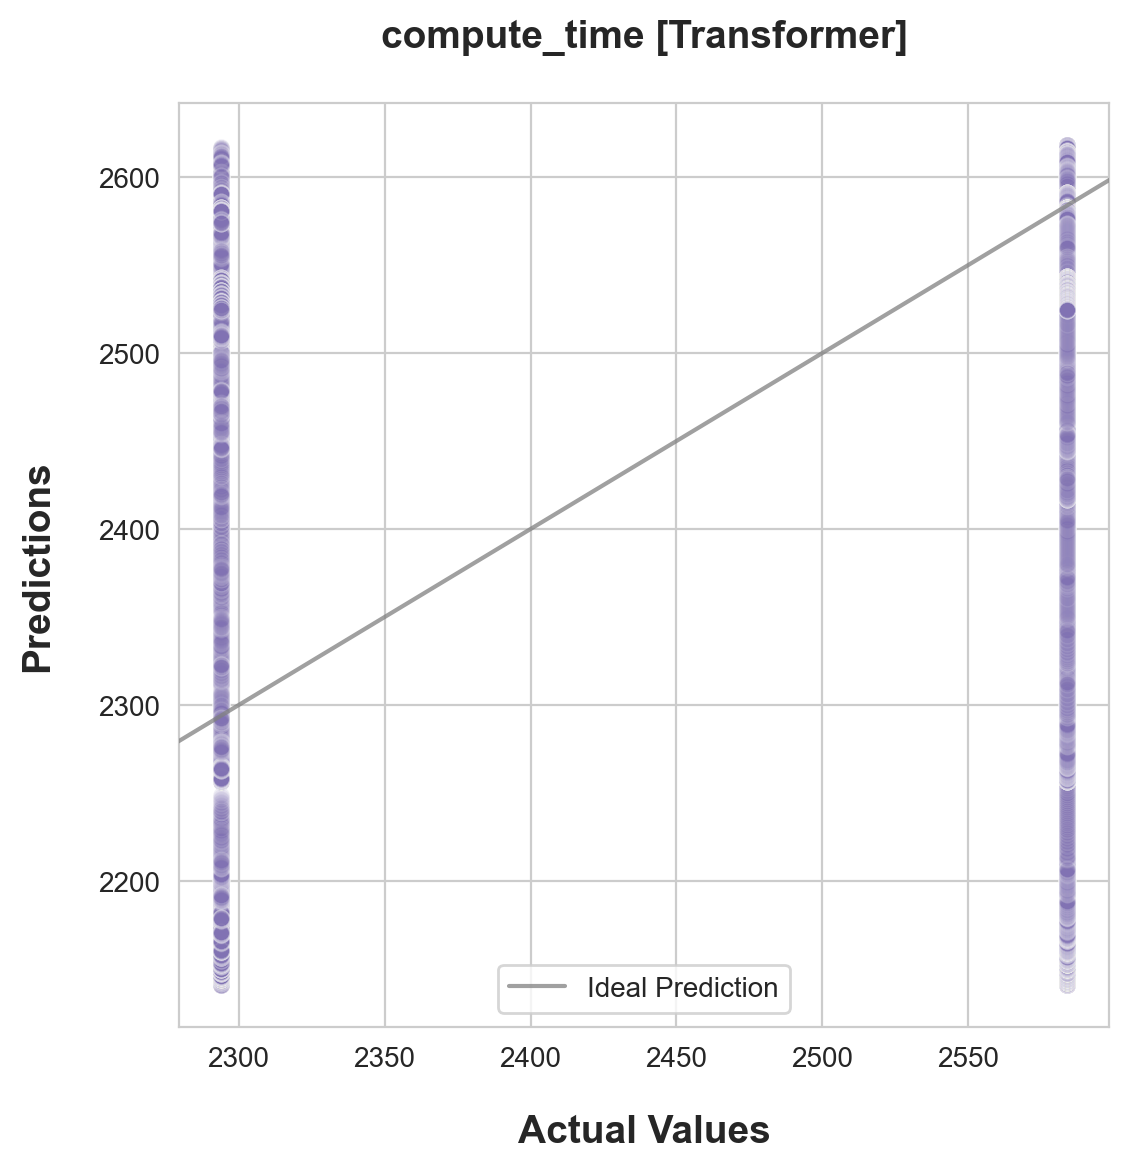 compute_time [Transformer]
2600
2500
2400
2300
2200
Predictions
Ideal Prediction
2300 2350 2400 2450 2500 2550
Actual Values